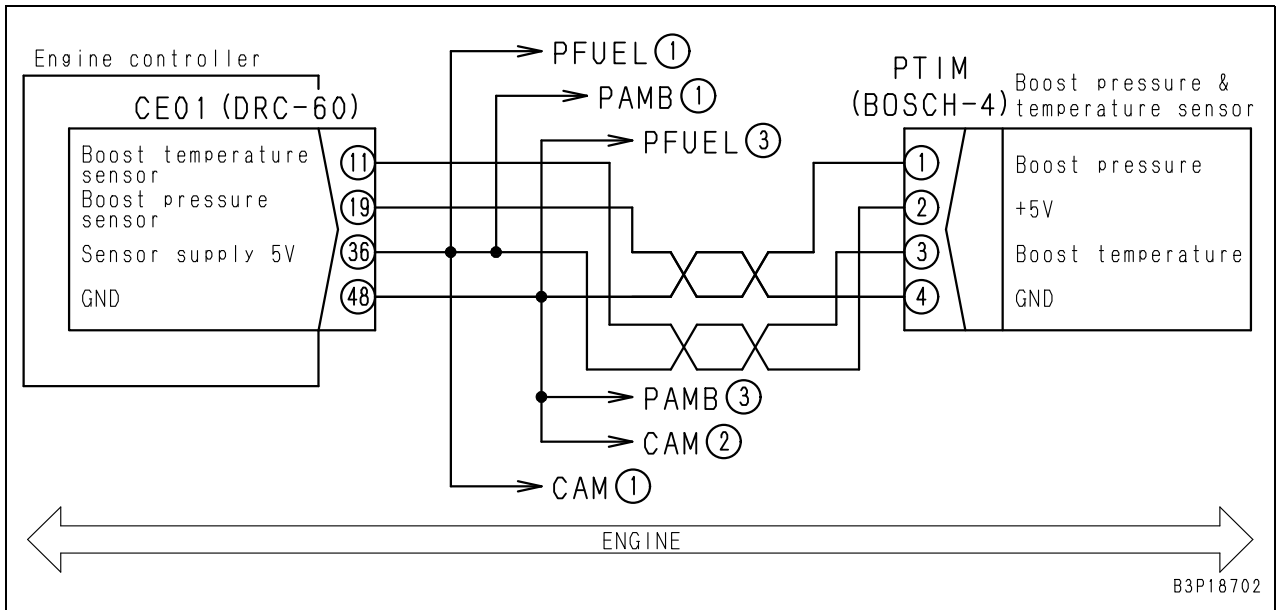 Engine controller
CE01 (DRC-60)
Boost temperature
sensor
11
Boost pressure
sensor
19
Sensor supply 5V
36
GND
48
PFUEL 1
PAMB 1
PFUEL 3
PAMB 3
CAM 2
CAM 1
PTIM
(BOSCH-4)
Boost pressure &
temperature sensor
1
Boost pressure
2
+5V
3
Boost temperature
4
GND
ENGINE
B3P18702